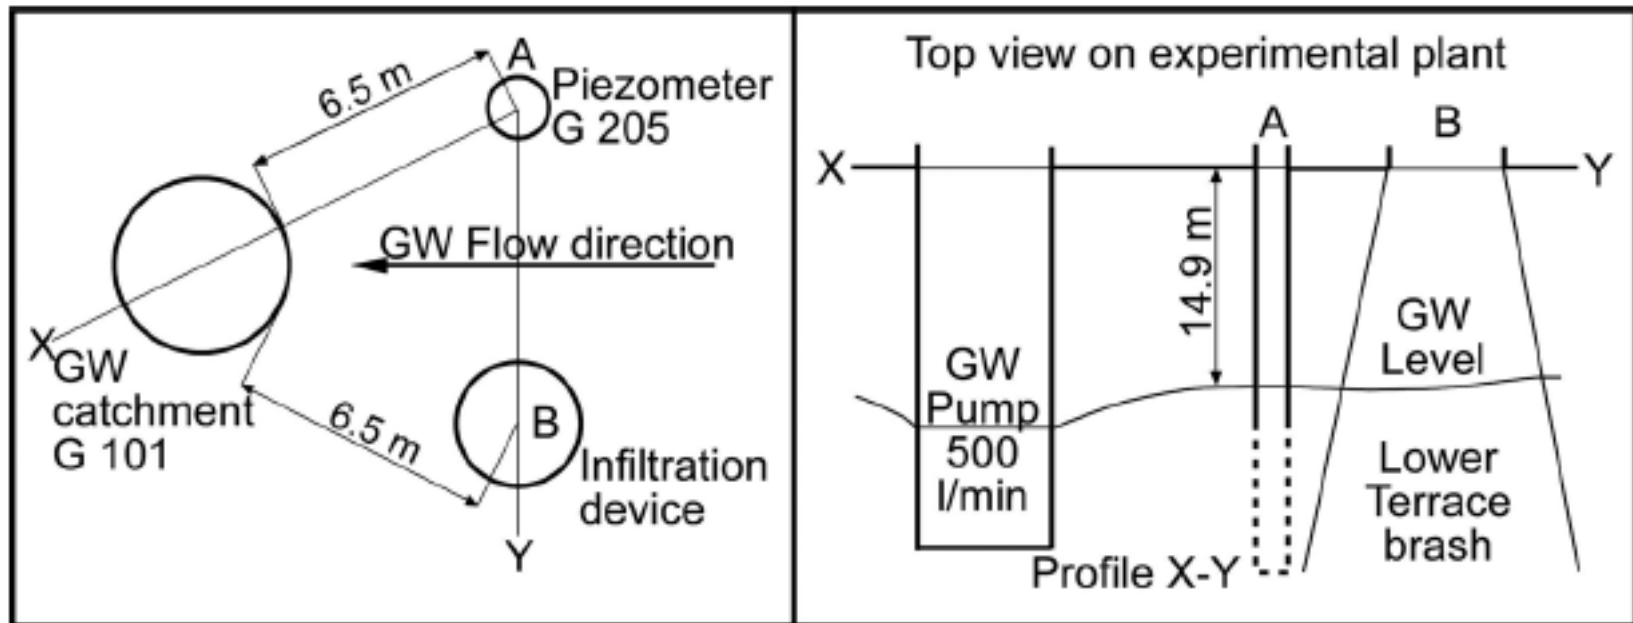 A
Piezometer
G 205
6.5 m
GW Flow direction
X
GW
catchment
G 101
6.5 m
B
Infiltration
device
Y
Top view on experimental plant
A
B
X
Y
14.9 m
GW
Level
GW
Pump
500
l/min
Lower
Terrace
brash
Profile X-Y